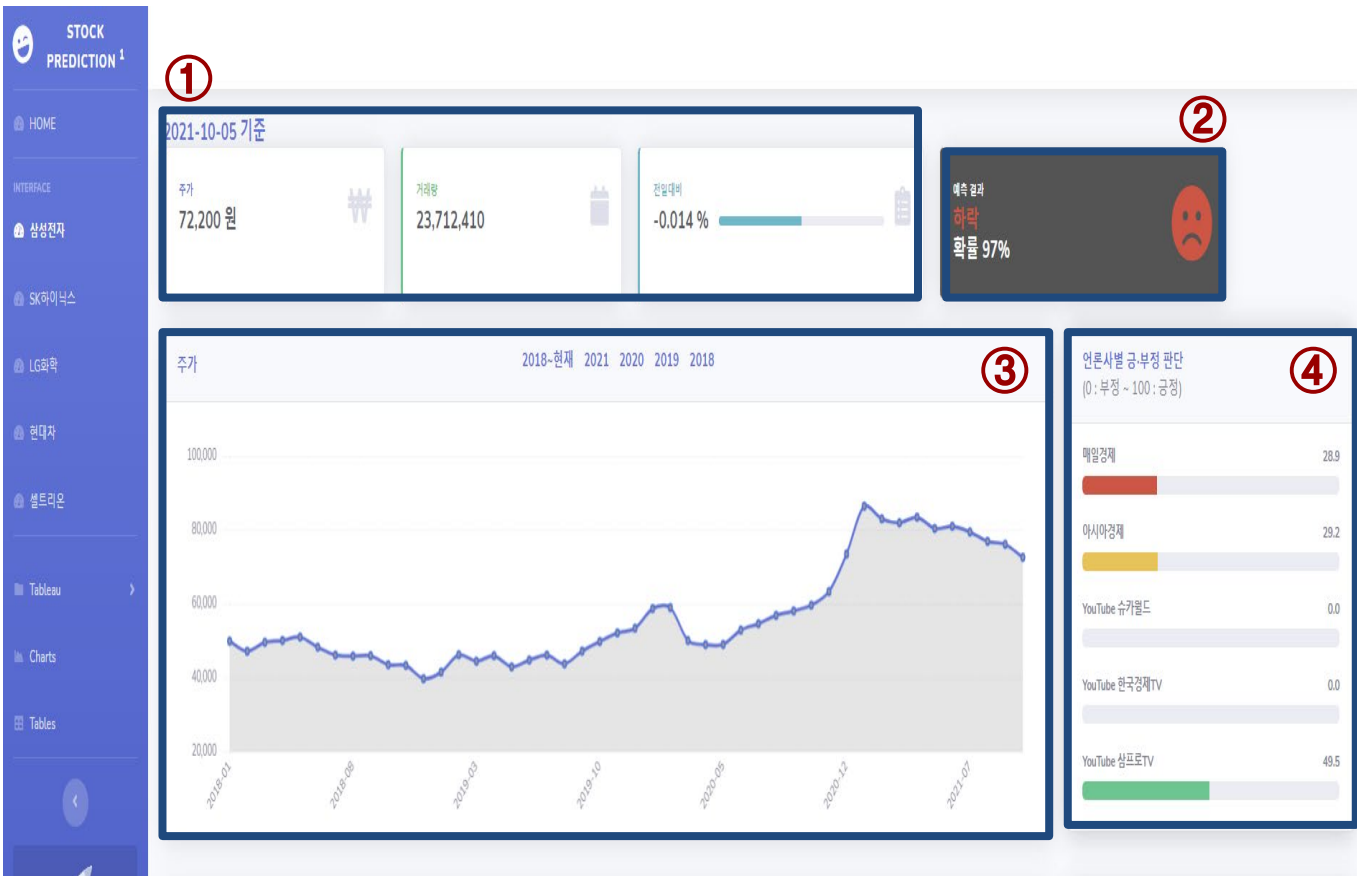 STOCK
PREDICTION 1
HOME
INTERFACE
삼성전자
SK하이닉스
LG화학
현대차
셀트리온
Tableau
Charts
Tables
①
2021-10-05 기준
주가
72,200 원
거래량
23,712,410
전일대비
-0.014 %
②
예측 결과
하락
확률 97%
③
주가
2018~현재 2021 2020 2019 2018
100,000
80,000
60,000
40,000
20,000
2018-01
2018-08
2019-03
2019-10
2020-05
2020-12
2021-07
④
언론사별 긍·부정 판단
(0 : 부정 ~ 100 : 긍정)
매일경제 28.9
아시아경제 29.2
YouTube 슈카월드 0.0
YouTube 한국경제TV 0.0
YouTube 삼프로TV 49.5